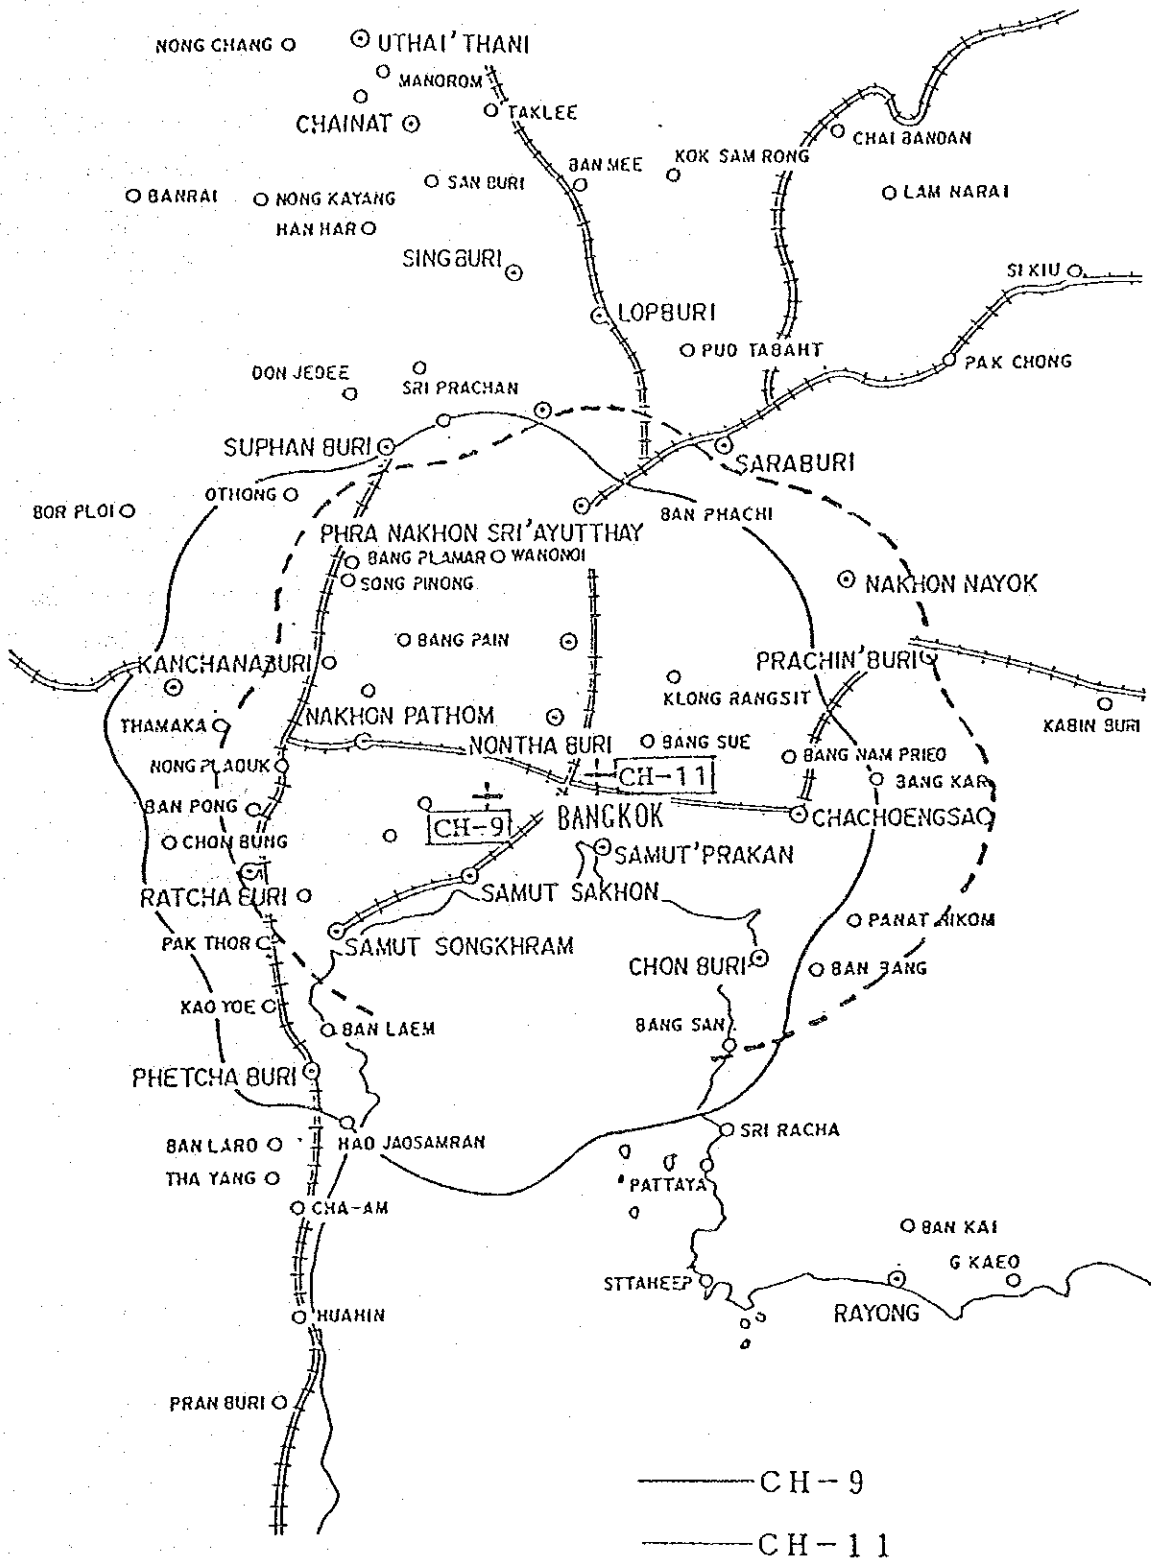 NONG CHANG
UTHAI'THANI
MANOROM
CHAINAT
TAKLEE
CHAI BANDAN
BAN MEE
KOK SAM RONG
SAN BURI
BANRAI
NONG KAYANG
LAM NARAI
HAN HAR
SINGBURI
SI KIU
LOPBURI
PUD TABAHT
PAK CHONG
DON JEDEE
SRI PRACHAN
SUPHAN BURI
SARABURI
OTHONG
BOR PLOI
BAN PHACHI
PHRA NAKHON SRI'AYUTTHAY
BANG PLAMAR
WANONOI
SONG PINONG
NAKHON NAYOK
BANG PAIN
KANCHANABURI
PRACHIN'BURI
KLONG RANGSIT
KABIN BURI
THAMAKA
NAKHON PATHOM
NONTHA BURI
BANG SUE
BANG NAM PRIEO
NONG PLADUK
CH-11
BANG KAR
BAN PONG
CH-9
BANGKOK
CHACHOENGSAO
CHON BUNG
SAMUT'PRAKAN
RATCHA BURI
SAMUT SAKHON
PANAT NIKOM
PAK THOR
SAMUT SONGKHRAM
CHON BURI
BAN BANG
KAO YOE
BAN LAEM
BANG SAN
PHETCHA BURI
BAN LARO
HAO JAOSAMRAN
SRI RACHA
THA YANG
PATTAYA
CHA-AM
BAN KAI
G KAEO
STTAHEEP
RAYONG
HUAHIN
PRAN BURI
CH-9
CH-11